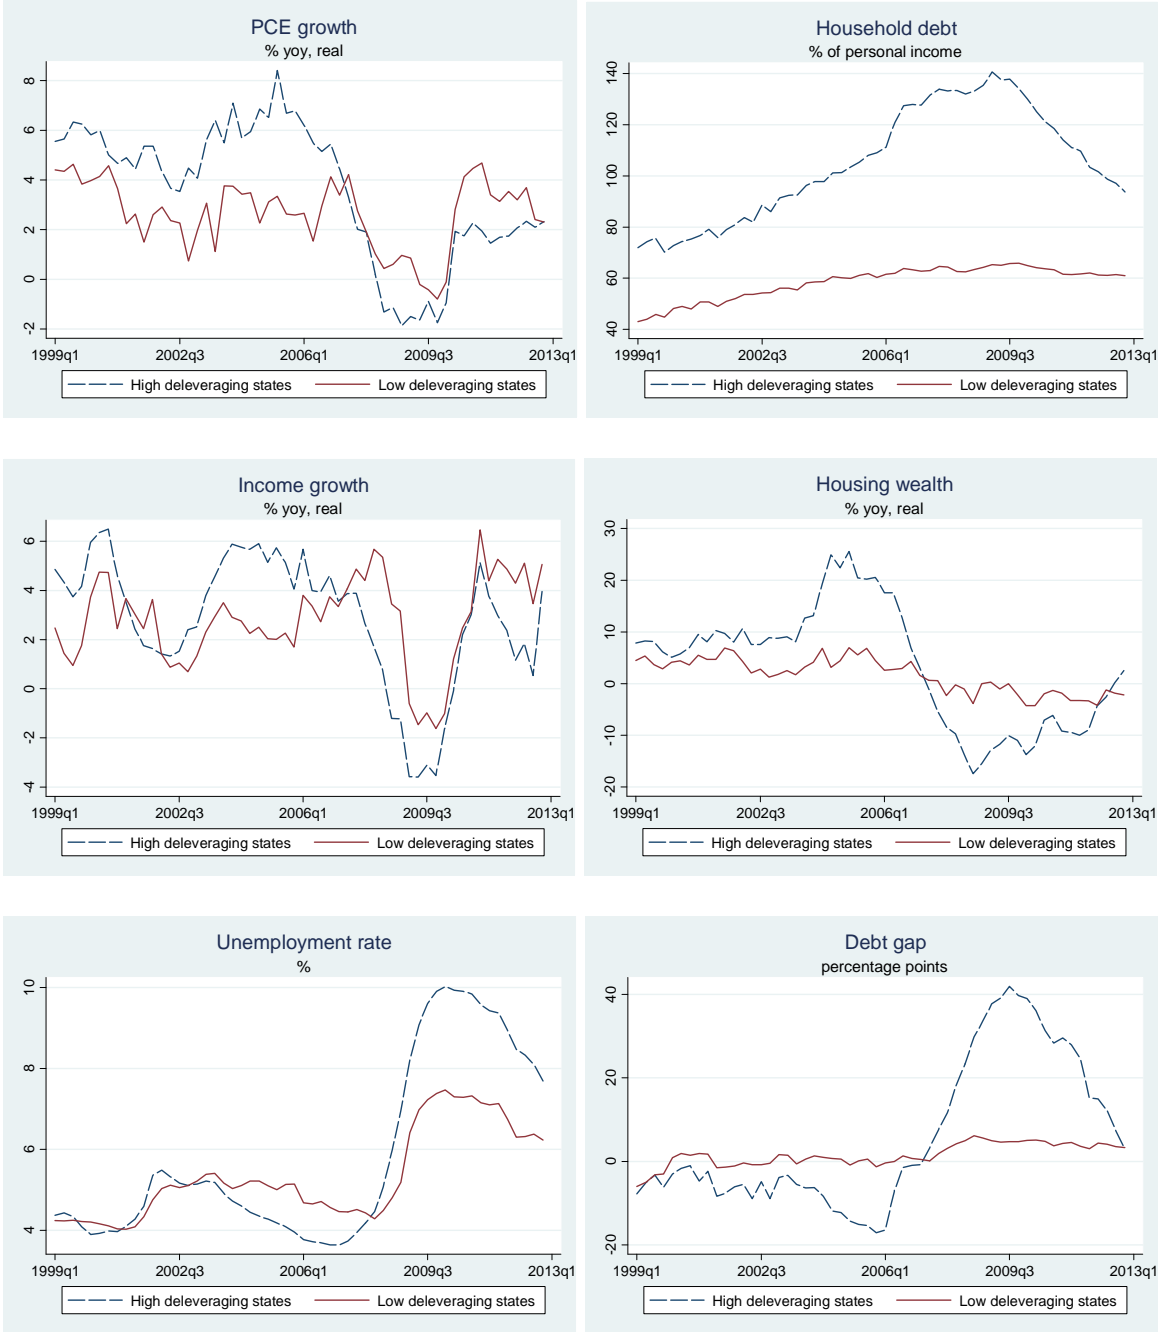 PCE growth
% yoy, real
8
6
4
2
0
-2
1999q1 2002q3 2006q1 2009q3 2013q1
High deleveraging states Low deleveraging states
Household debt
% of personal income
140
120
100
80
60
40
1999q1 2002q3 2006q1 2009q3 2013q1
High deleveraging states Low deleveraging states
Income growth
% yoy, real
6
4
2
0
-2
-4
1999q1 2002q3 2006q1 2009q3 2013q1
High deleveraging states Low deleveraging states
Housing wealth
% yoy, real
30
20
10
0
-10
-20
1999q1 2002q3 2006q1 2009q3 2013q1
High deleveraging states Low deleveraging states
Unemployment rate
%
10
8
6
4
1999q1 2002q3 2006q1 2009q3 2013q1
High deleveraging states Low deleveraging states
Debt gap
percentage points
40
20
0
-20
1999q1 2002q3 2006q1 2009q3 2013q1
High deleveraging states Low deleveraging states